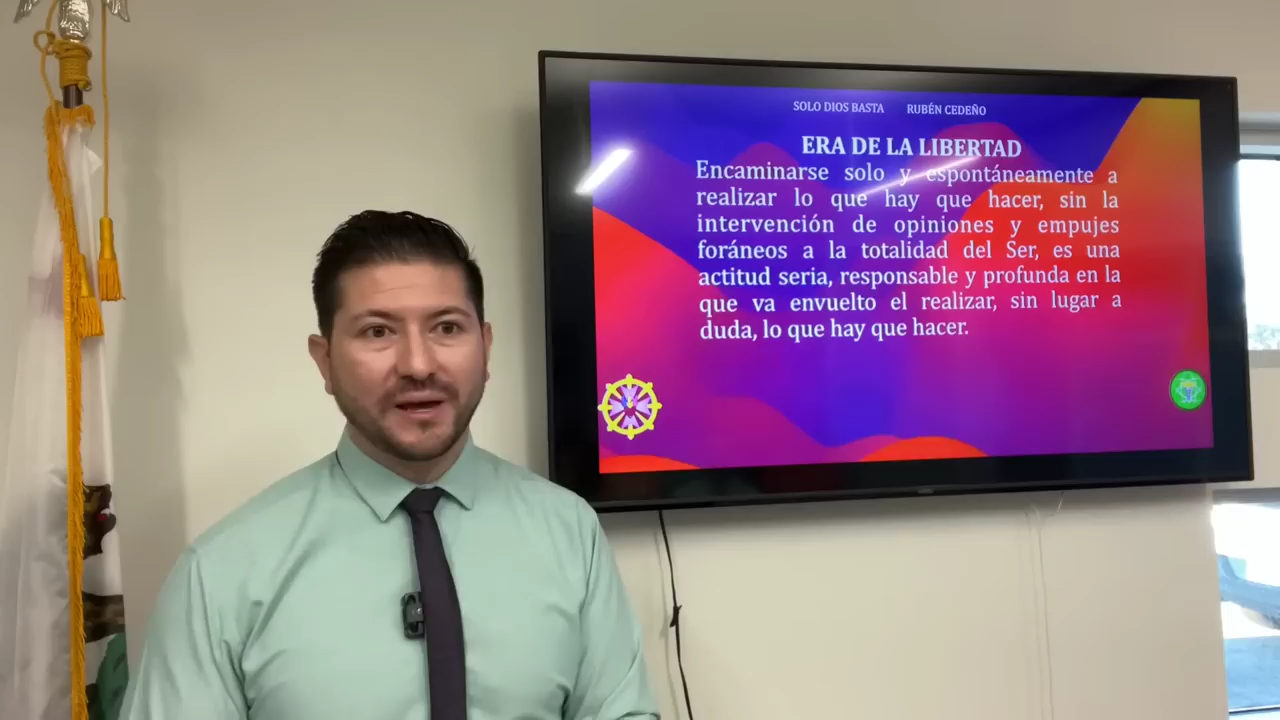 SOLO DIOS BASTA RUBÉN CEDEÑO
ERA DE LA LIBERTAD
Encaminarse solo y espontáneamente a
realizar lo que hay que hacer, sin la
intervención de opiniones y empujes
foráneos a la totalidad del Ser, es una
actitud seria, responsable y profunda en la
que va envuelto el realizar, sin lugar a
duda, lo que hay que hacer.